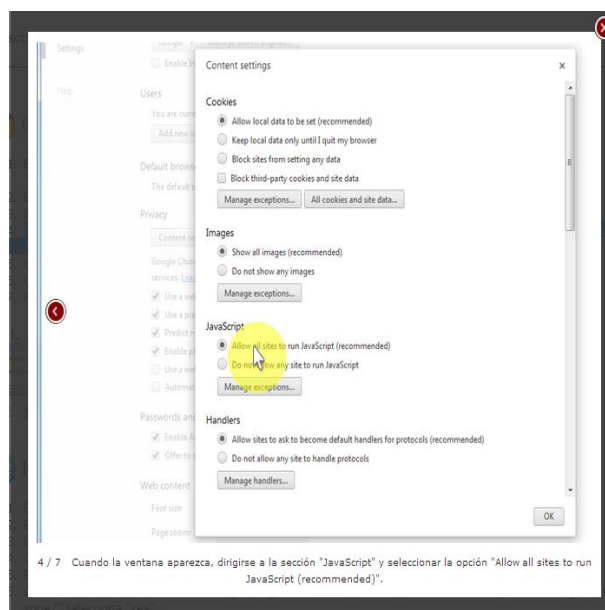 Settings
Help
Users
You are curre
Add new u
Default brows
The default b
Privacy
Content se
Google Chro
services. Lea
Use a we
Use a pre
Predict n
Enable p
Use a we
Automat
Passwords and
Enable A
Offer to s
Web content
Font size:
Page zoom:
Content settings
Cookies
Allow local data to be set (recommended)
Keep local data only until I quit my browser
Block sites from setting any data
Block third-party cookies and site data
Manage exceptions... All cookies and site data...
Images
Show all images (recommended)
Do not show any images
Manage exceptions...
JavaScript
Allow all sites to run JavaScript (recommended)
Do not allow any site to run JavaScript
Manage exceptions...
Handlers
Allow sites to ask to become default handlers for protocols (recommended)
Do not allow any site to handle protocols
Manage handlers...
OK
4 / 7 Cuando la ventana aparezca, dirigirse a la sección "JavaScript" y seleccionar la opción "Allow all sites to run
JavaScript (recommended)".